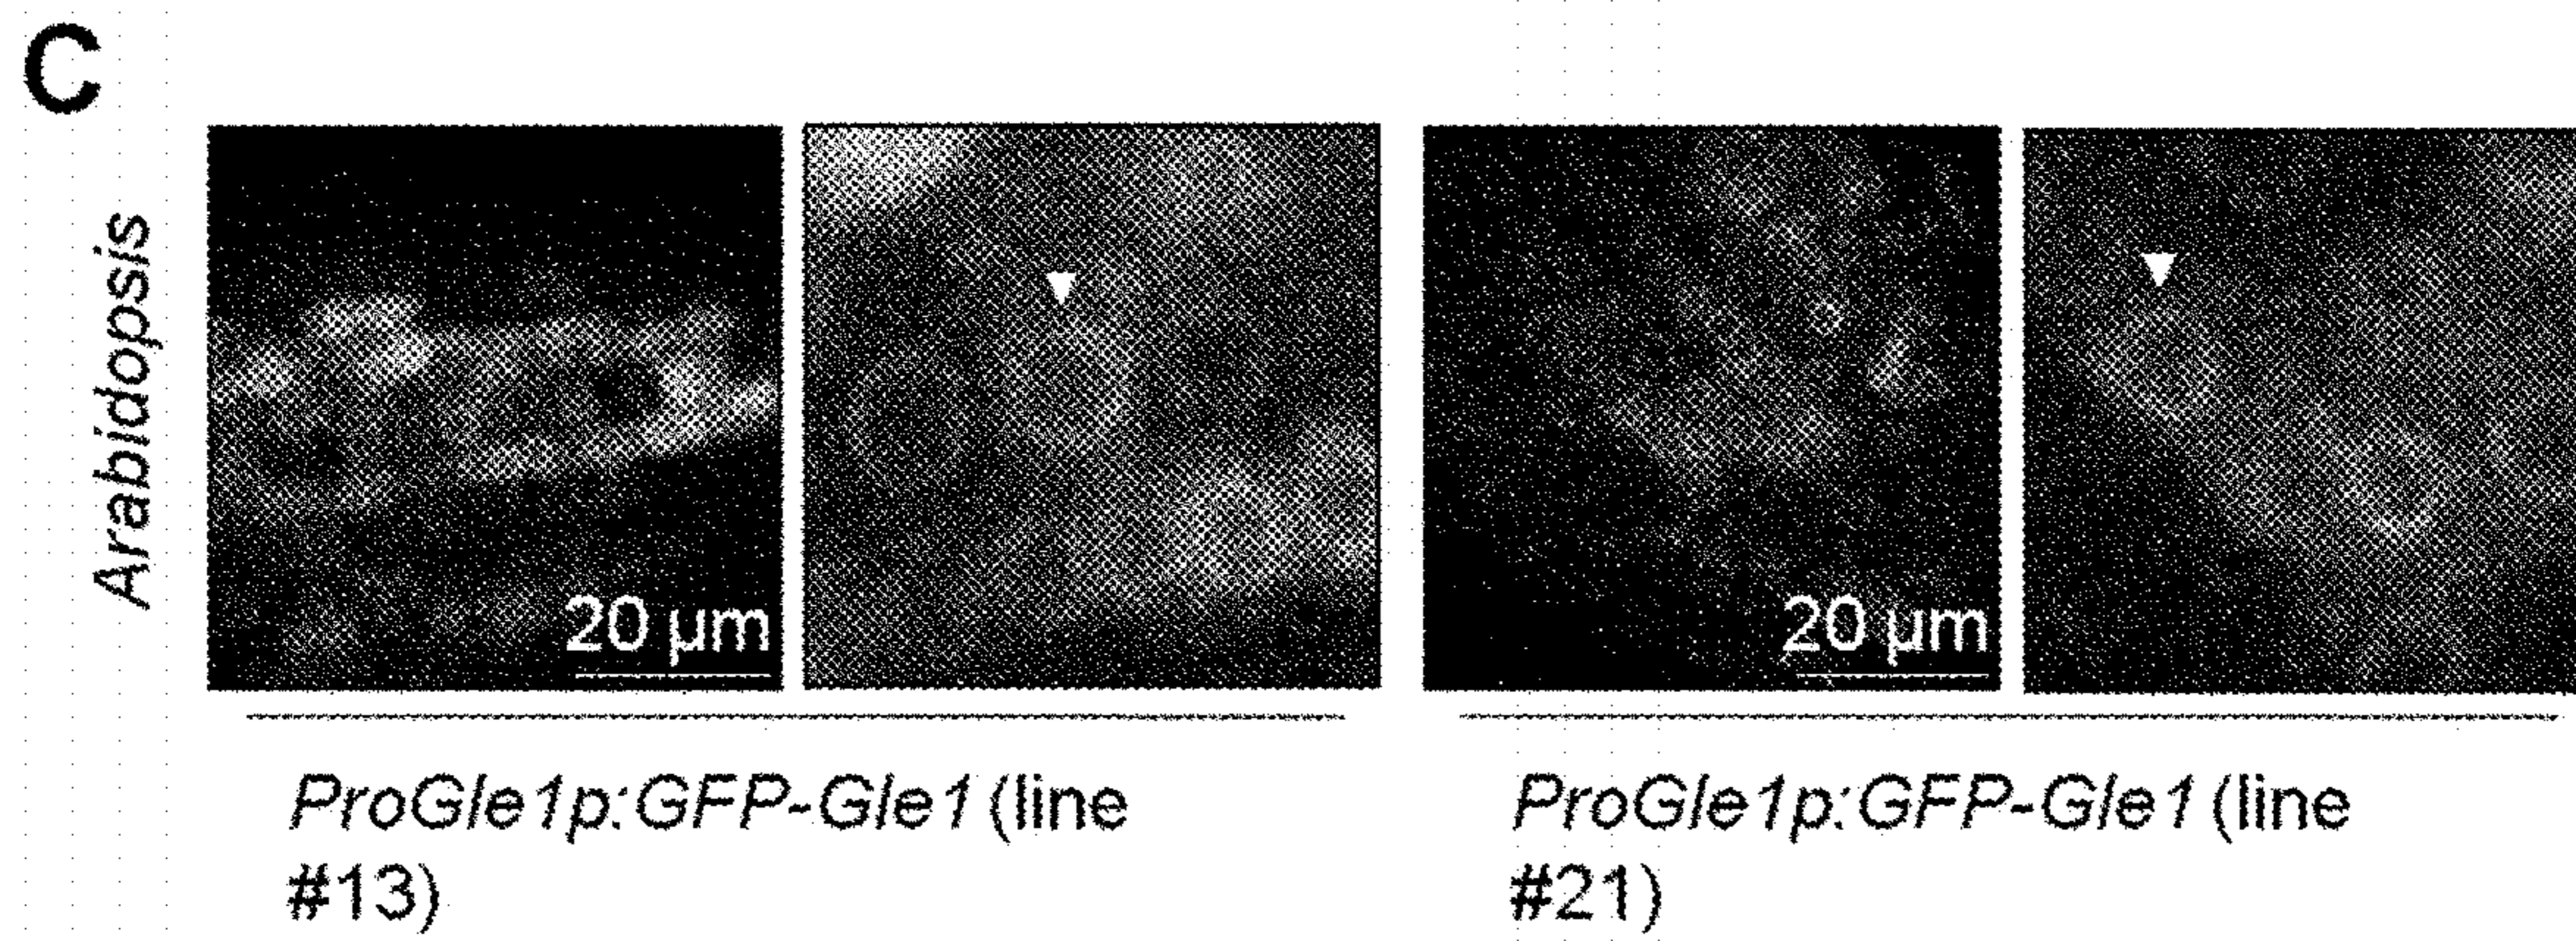 C
Arabidopsis
20 µm
20 µm
ProGle1p:GFP-Gle1 (line
#13)
ProGle1p:GFP-Gle1 (line
#21)